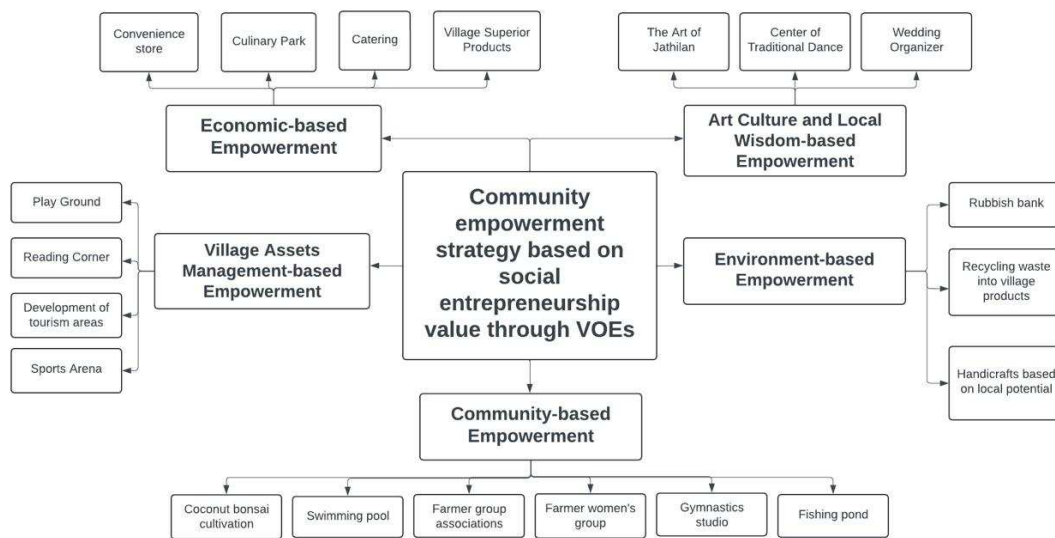 Convenience
store
Culinary Park
Catering
Village Superior
Products
The Art of
Jathilan
Center of
Traditional Dance
Wedding
Organizer
Economic-based
Empowerment
Art Culture and Local
Wisdom-based
Empowerment
Play Ground
Reading Corner
Development of
tourism areas
Sports Arena
Village Assets
Management-based
Empowerment
Community
empowerment
strategy based on
social
entrepreneurship
value through VOEs
Environment-based
Empowerment
Rubbish bank
Recycling waste
into village
products
Handicrafts based
on local potential
Community-based
Empowerment
Coconut bonsai
cultivation
Swimming pool
Farmer group
associations
Farmer women's
group
Gymnastics
studio
Fishing pond